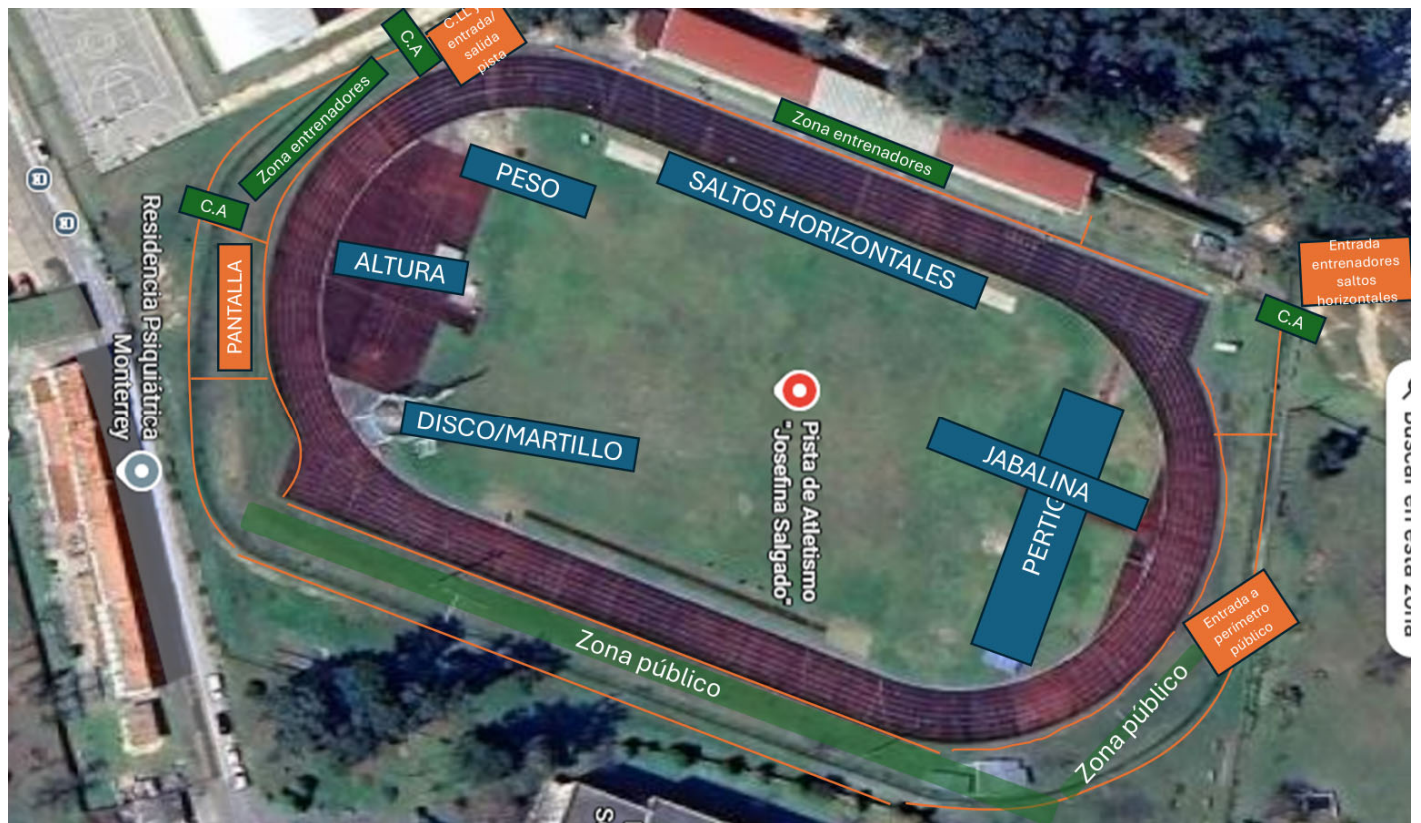 C.A
C.LL y
entrada/
salida
pista
Zona entrenadores
Zona entrenadores
C.A
PESO
SALTOS HORIZONTALES
ALTURA
PANTALLA
Entrada
entrenadores
saltos
horizontales
C.A
Residencia Psiquiátrica
Monterrey
DISCO/MARTILLO
Pista de Atletismo
"Josefina Salgado"
JABALINA
PERTIG
Buscar en esta zona
Entrada a
perímetro
público
Zona público
Zona público